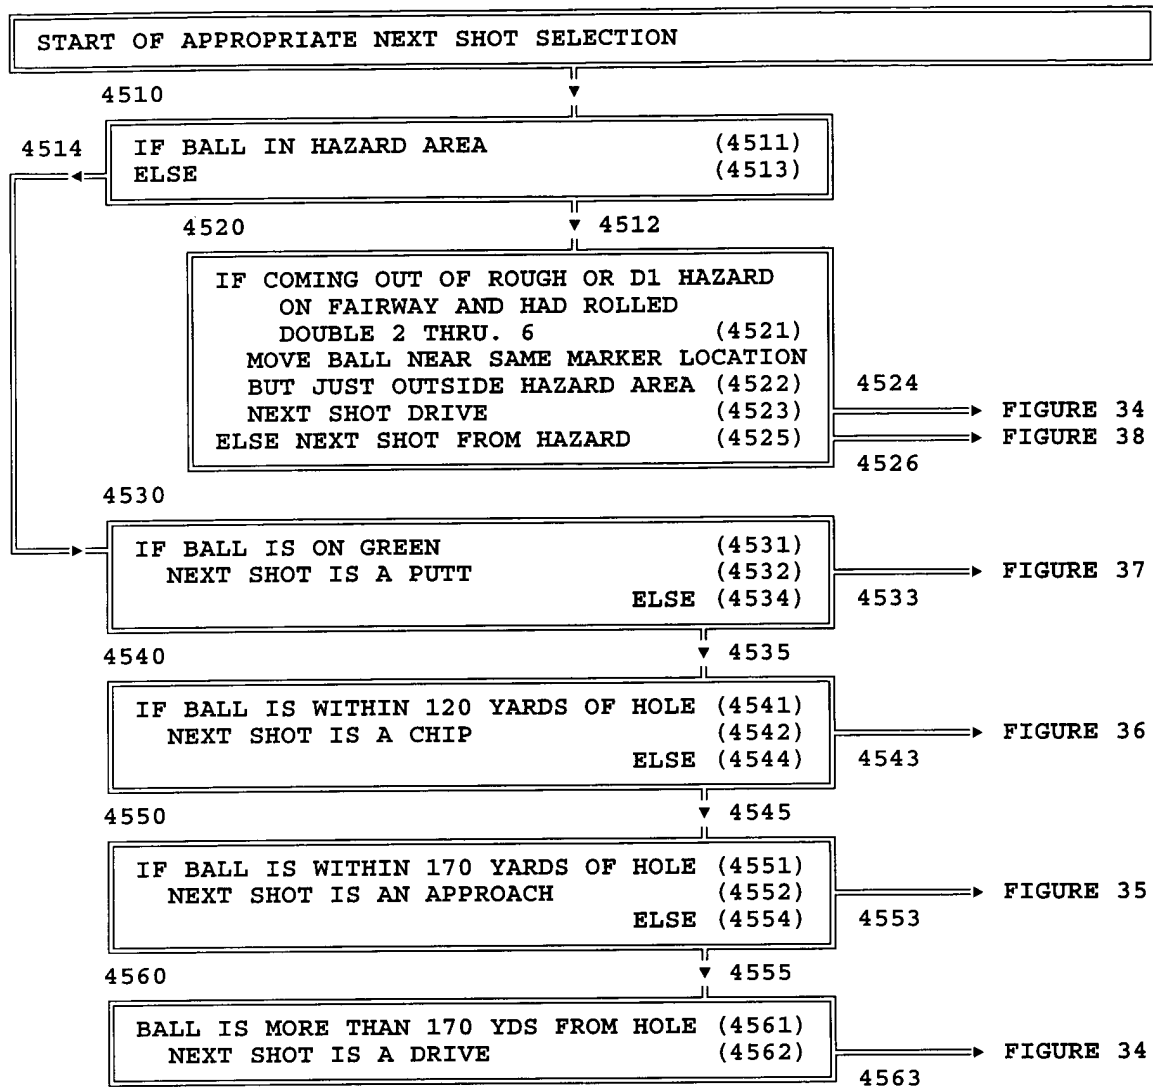 START OF APPROPRIATE NEXT SHOT SELECTION
4510
4514
IF BALL IN HAZARD AREA (4511)
ELSE (4513)
4520
4512
IF COMING OUT OF ROUGH OR D1 HAZARD
ON FAIRWAY AND HAD ROLLED
DOUBLE 2 THRU. 6 (4521)
MOVE BALL NEAR SAME MARKER LOCATION
BUT JUST OUTSIDE HAZARD AREA (4522) 4524
NEXT SHOT DRIVE (4523) FIGURE 34
ELSE NEXT SHOT FROM HAZARD (4525) FIGURE 38
4526
4530
IF BALL IS ON GREEN (4531)
NEXT SHOT IS A PUTT (4532) FIGURE 37
ELSE (4534) 4533
4540
4535
IF BALL IS WITHIN 120 YARDS OF HOLE (4541)
NEXT SHOT IS A CHIP (4542) FIGURE 36
ELSE (4544) 4543
4550
4545
IF BALL IS WITHIN 170 YARDS OF HOLE (4551)
NEXT SHOT IS AN APPROACH (4552) FIGURE 35
ELSE (4554) 4553
4560
4555
BALL IS MORE THAN 170 YDS FROM HOLE (4561)
NEXT SHOT IS A DRIVE (4562) FIGURE 34
4563